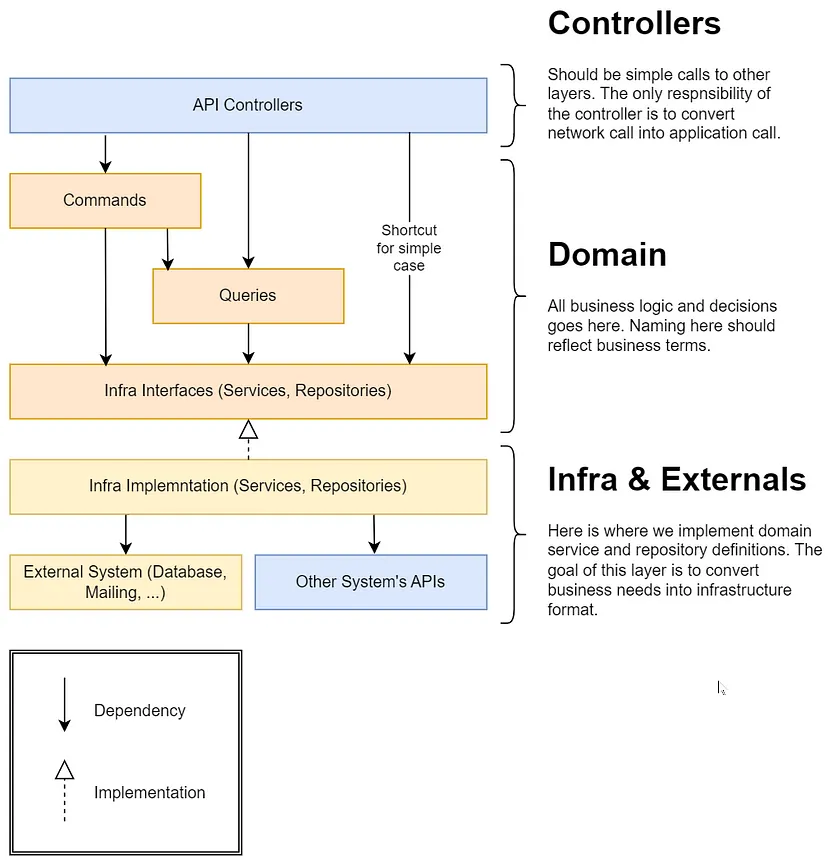 Controllers
Should be simple calls to other
layers. The only respnsibility of
the controller is to convert
network call into application call.
API Controllers
Commands
Shortcut
for simple
case
Queries
Domain
All business logic and decisions
goes here. Naming here should
reflect business terms.
Infra Interfaces (Services, Repositories)
Infra Implemntation (Services, Repositories)
Infra & Externals
Here is where we implement domain
service and repository definitions. The
goal of this layer is to convert
business needs into infrastructure
format.
External System (Database,
Mailing, ...)
Other System's APIs
Dependency
Implementation